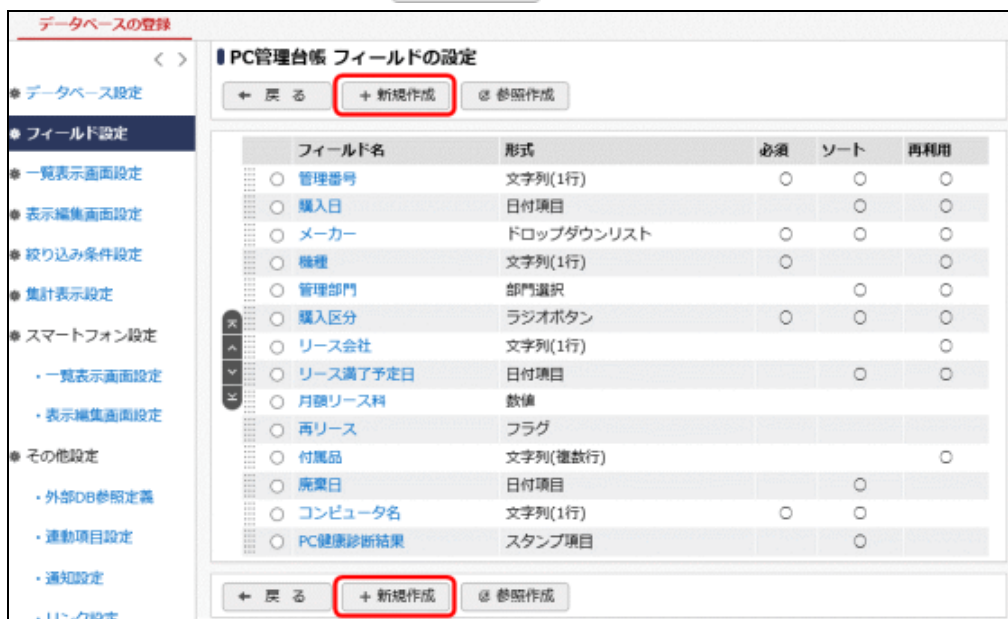 データベースの登録
< >
データベース設定
フィールド設定
一覧表示画面設定
表示編集画面設定
絞り込み条件設定
集計表示設定
スマートフォン設定
・一覧表示画面設定
・表示編集画面設定
その他設定
・外部DB参照定義
・連動項目設定
・通知設定
・リンク設定
PC管理台帳 フィールドの設定
← 戻 る + 新規作成 参照作成
フィールド名 形式 必須 ソート 再利用
管理番号 文字列(1行) ○ ○ ○
購入日 日付項目 ○ ○
メーカー ドロップダウンリスト ○ ○ ○
機種 文字列(1行) ○ ○
管理部門 部門選択 ○ ○
購入区分 ラジオボタン ○ ○ ○
リース会社 文字列(1行) ○
リース満了予定日 日付項目 ○ ○
月額リース料 数値
再リース フラグ
付属品 文字列(複数行) ○
廃棄日 日付項目 ○
コンピュータ名 文字列(1行) ○ ○
PC健康診断結果 スタンプ項目 ○
← 戻 る + 新規作成 参照作成